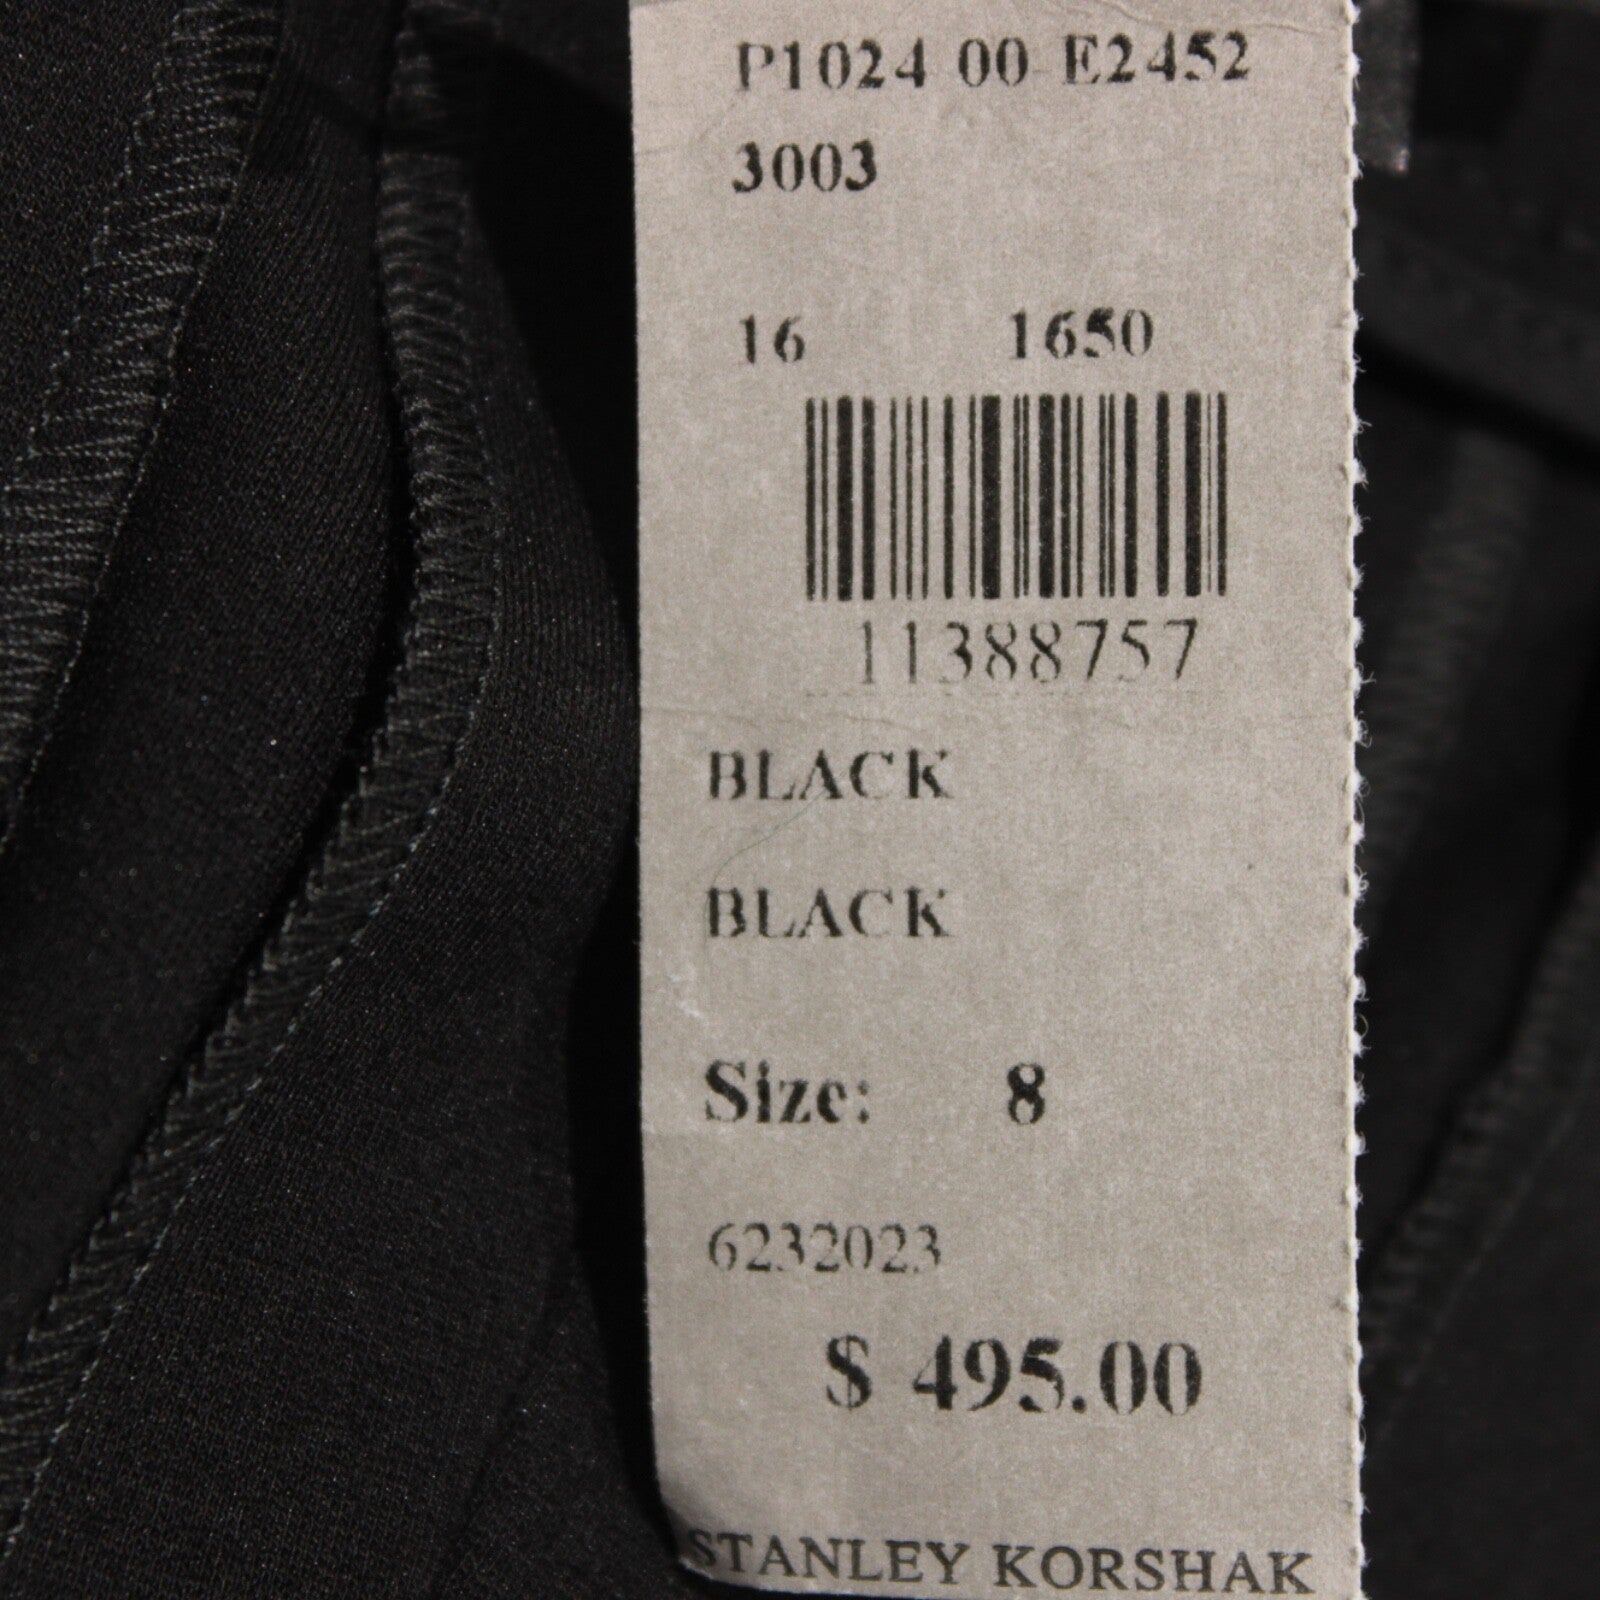 P1024 00 E2452
3003
16 1650
11388757
BLACK
BLACK
Size: 8
6232023
$ 495.00
STANLEY KORSHAK